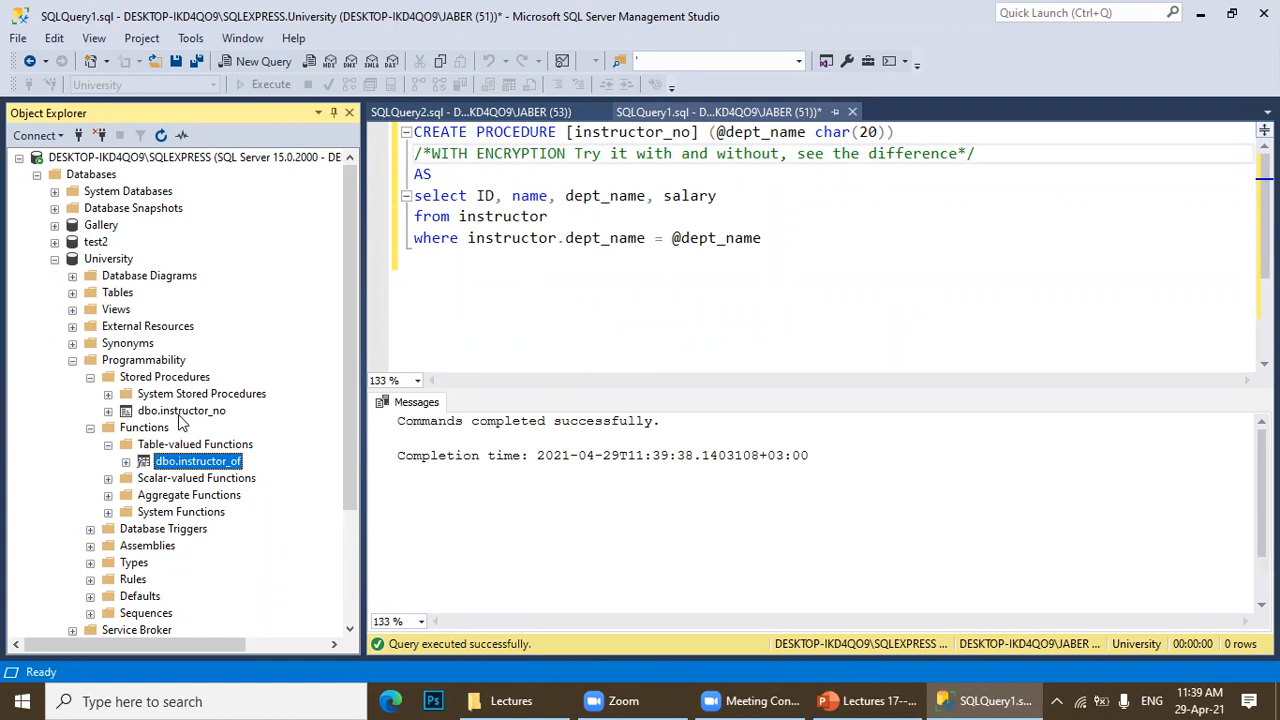 SQLQuery1.sql - DESKTOP-IKD4QO9\SQLEXPRESS.University (DESKTOP-IKD4QO9\JABER (51))* - Microsoft SQL Server Management Studio
Quick Launch (Ctrl+Q)
File Edit View Project Tools Window Help
New Query
University
Execute
Object Explorer
SQLQuery2.sql - D...KD4QO9\JABER (53))
SQLQuery1.sql - D...KD4QO9\JABER (51))*
Connect
DESKTOP-IKD4QO9\SQLEXPRESS (SQL Server 15.0.2000 - DE
Databases
System Databases
Database Snapshots
Gallery
test2
University
Database Diagrams
Tables
Views
External Resources
Synonyms
Programmability
Stored Procedures
System Stored Procedures
dbo.instructor_no
Functions
Table-valued Functions
dbo.instructor_of
Scalar-valued Functions
Aggregate Functions
System Functions
Database Triggers
Assemblies
Types
Rules
Defaults
Sequences
Service Broker
CREATE PROCEDURE [instructor_no] (@dept_name char(20))
/*WITH ENCRYPTION Try it with and without, see the difference*/
AS
select ID, name, dept_name, salary
from instructor
where instructor.dept_name = @dept_name
133 %
Messages
Commands completed successfully.
Completion time: 2021-04-29T11:39:38.1403108+03:00
133 %
Query executed successfully.
DESKTOP-IKD4QO9\SQLEXPRESS ...
DESKTOP-IKD4QO9\JABER ...
University
00:00:00
0 rows
Ready
Type here to search
Ps
Lectures
Zoom
Meeting Con...
Lectures 17--...
SQLQuery1.s...
ENG
11:39 AM
29-Apr-21